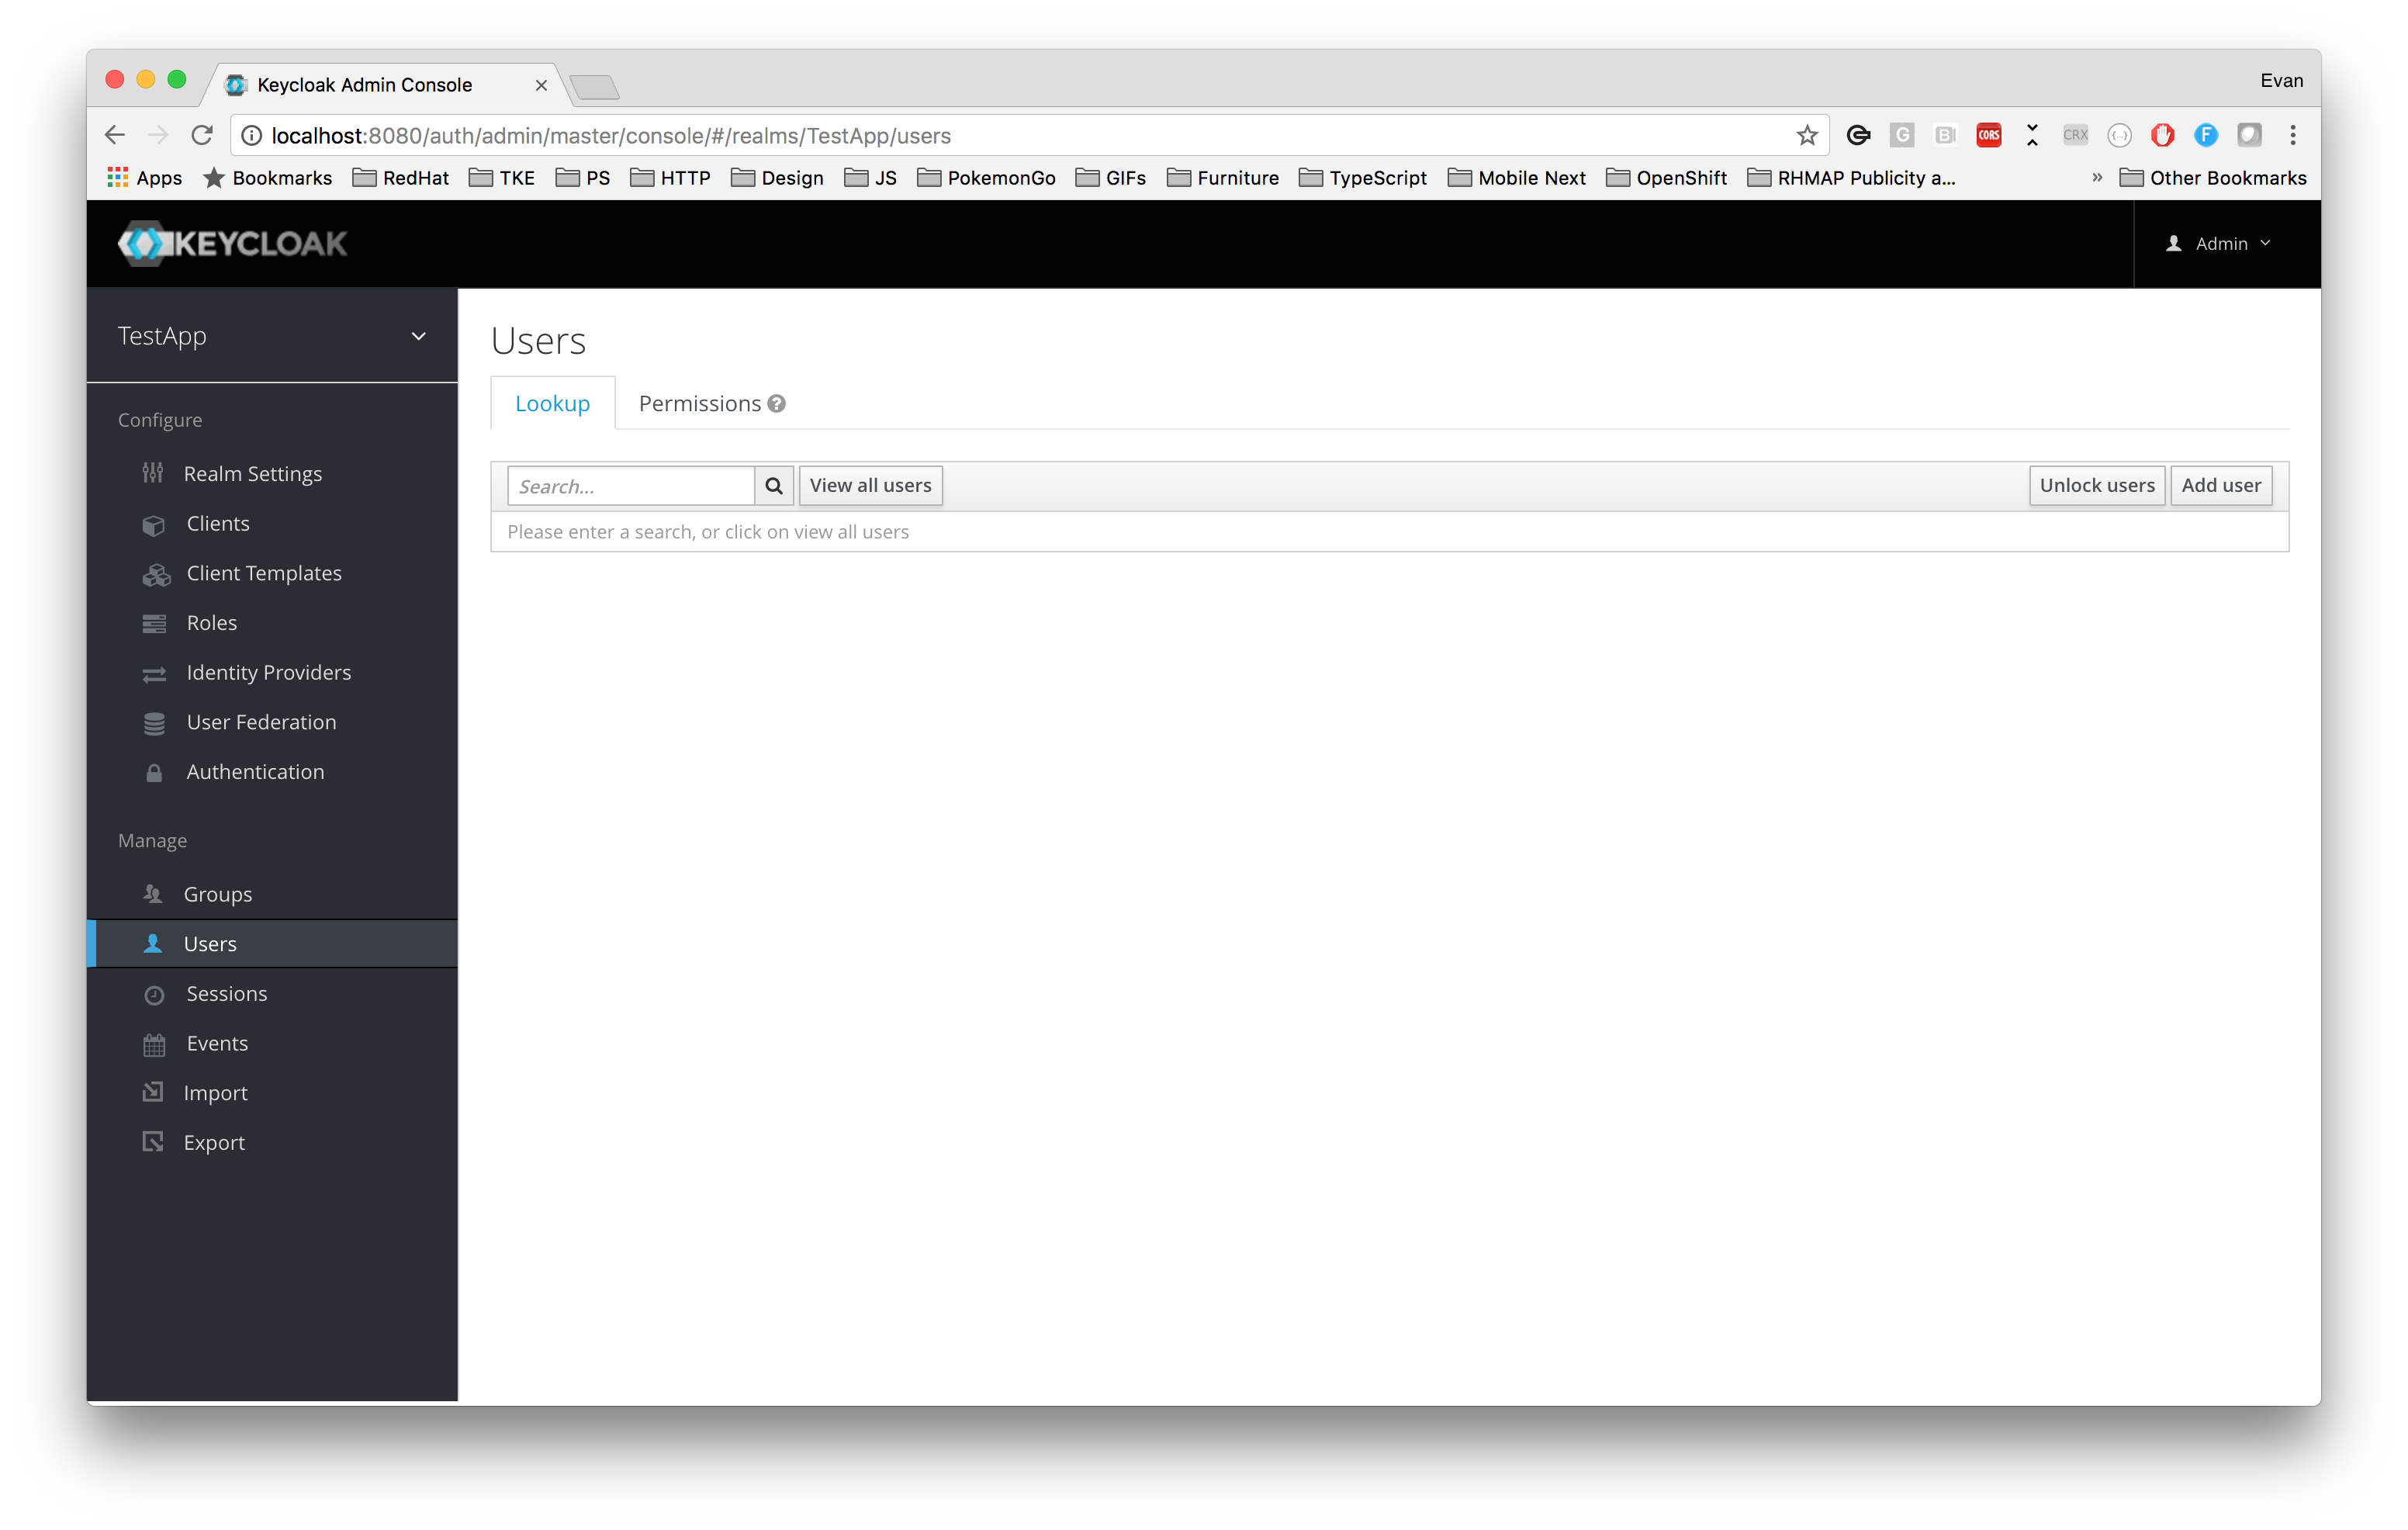 Keycloak Admin Console
Evan
localhost:8080/auth/admin/master/console/#/realms/TestApp/users
G
CORS
CRX
F
Apps Bookmarks RedHat TKE PS HTTP Design JS PokemonGo GIFs Furniture TypeScript Mobile Next OpenShift RHMAP Publicity a... » Other Bookmarks
KEYCLOAK
Admin
TestApp
Configure
Realm Settings
Clients
Client Templates
Roles
Identity Providers
User Federation
Authentication
Manage
Groups
Users
Sessions
Events
Import
Export
Users
Lookup Permissions ?
Search... View all users Unlock users Add user
Please enter a search, or click on view all users